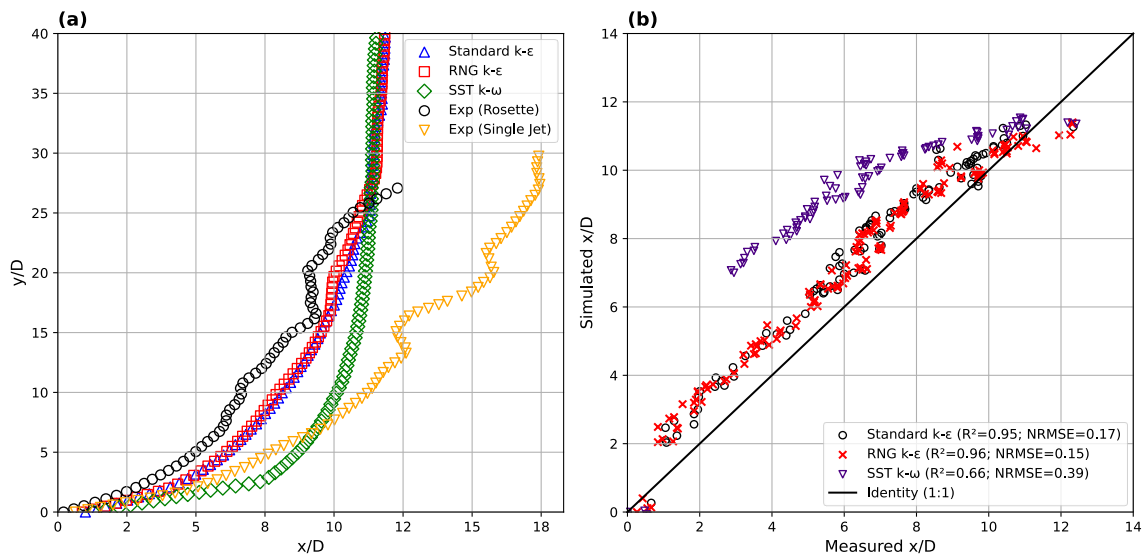 (a)
40
35
30
25
20
15
10
5
0
y/D
0
2
5
8
10
12
15
18
x/D
Standard k-ε
RNG k-ε
SST k-ω
Exp (Rosette)
Exp (Single Jet)
(b)
14
12
10
8
6
4
2
0
Simulated x/D
0
2
4
6
8
10
12
14
Measured x/D
Standard k-ε (R²=0.95; NRMSE=0.17)
RNG k-ε (R²=0.96; NRMSE=0.15)
SST k-ω (R²=0.66; NRMSE=0.39)
Identity (1:1)